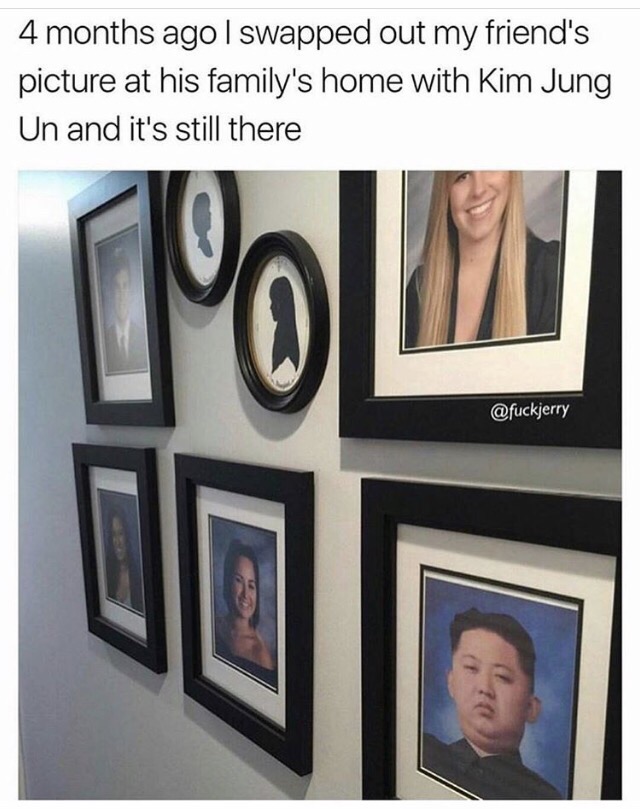 4 months ago I swapped out my friend's
picture at his family's home with Kim Jung
Un and it's still there
@fuckjerry